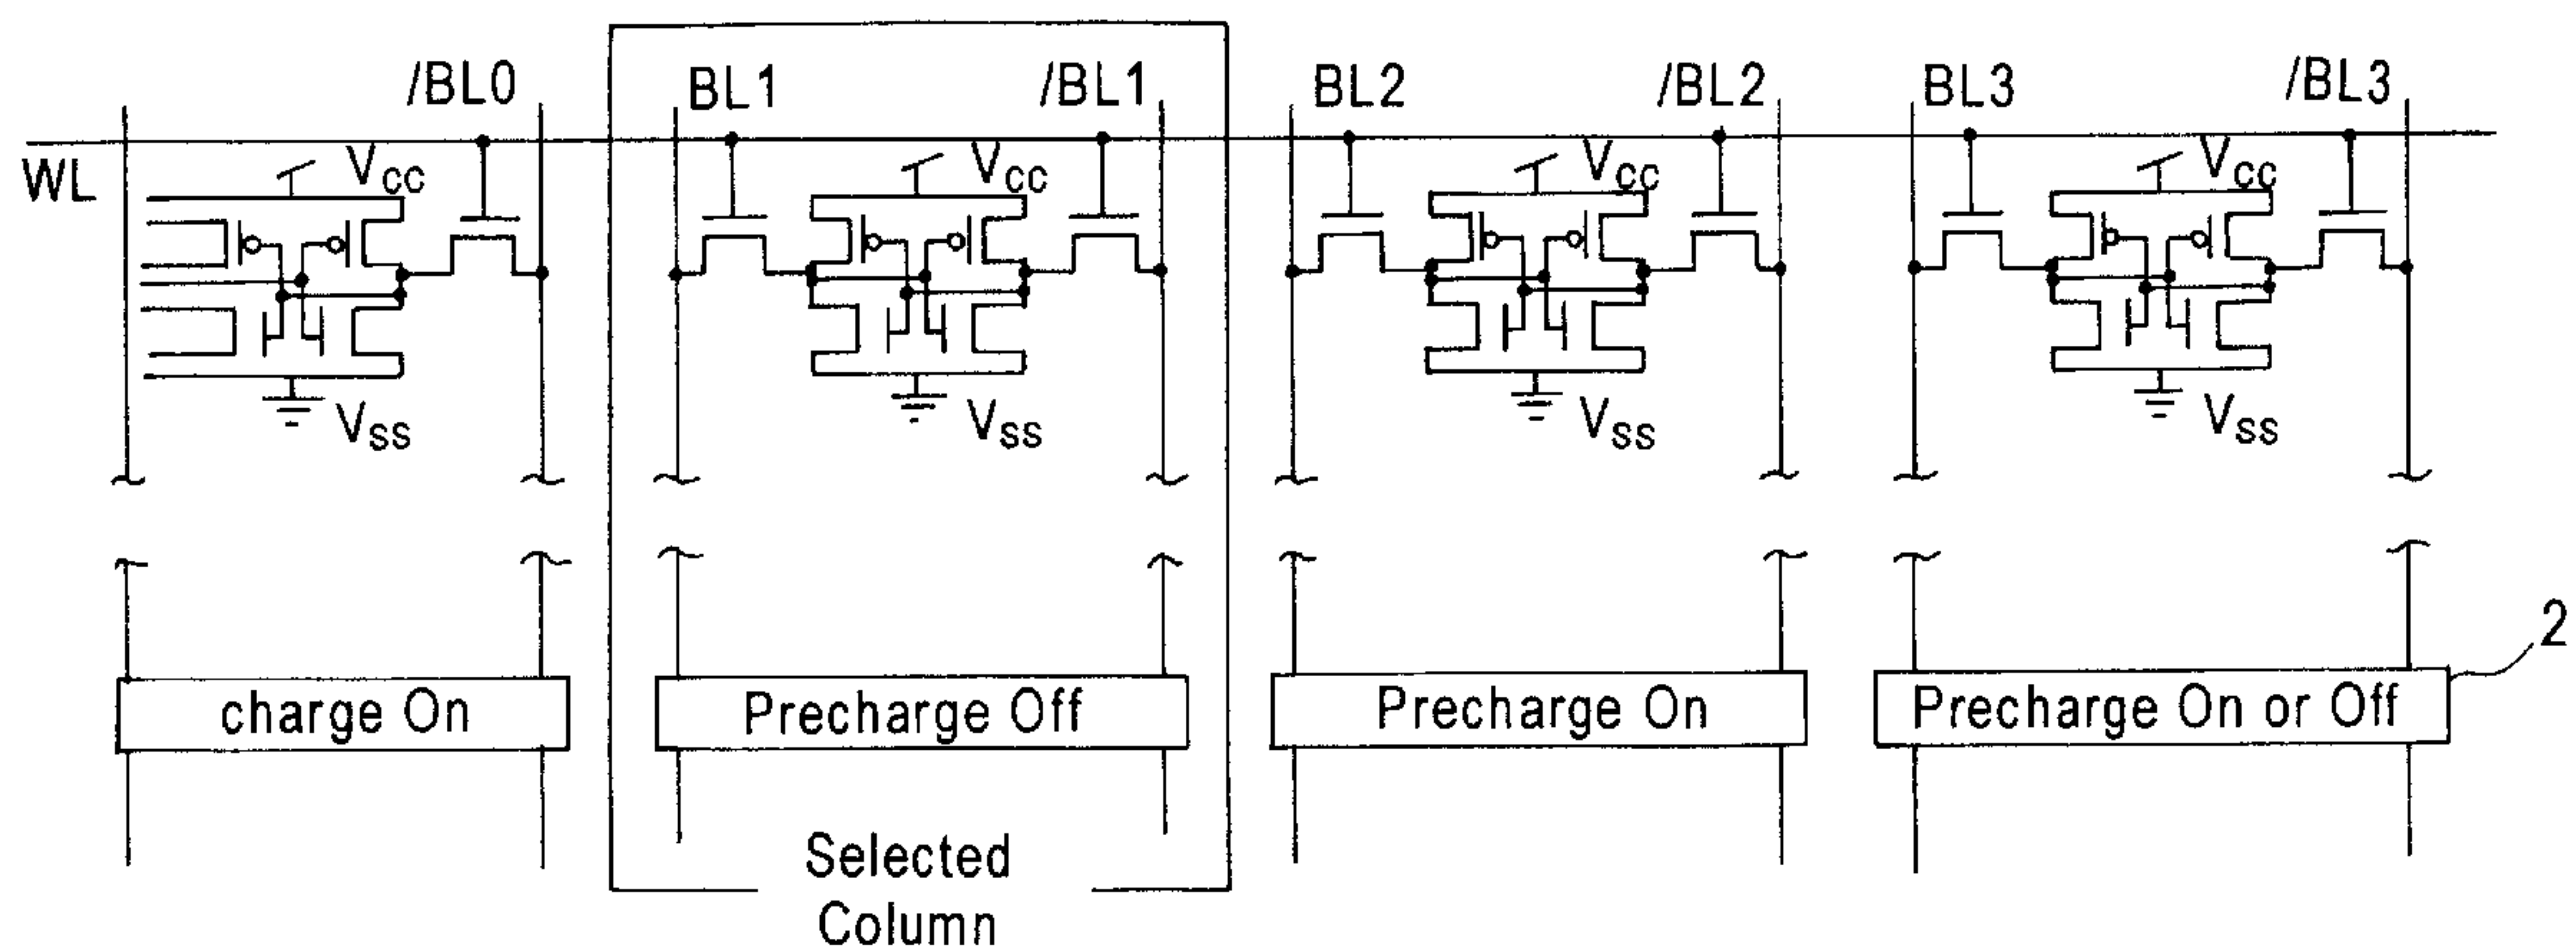 /BL0 BL1 /BL1 BL2 /BL2 BL3 /BL3
WL
Vcc Vcc Vcc Vcc
Vss Vss Vss Vss
2
charge On Precharge Off Precharge On Precharge On or Off
Selected
Column